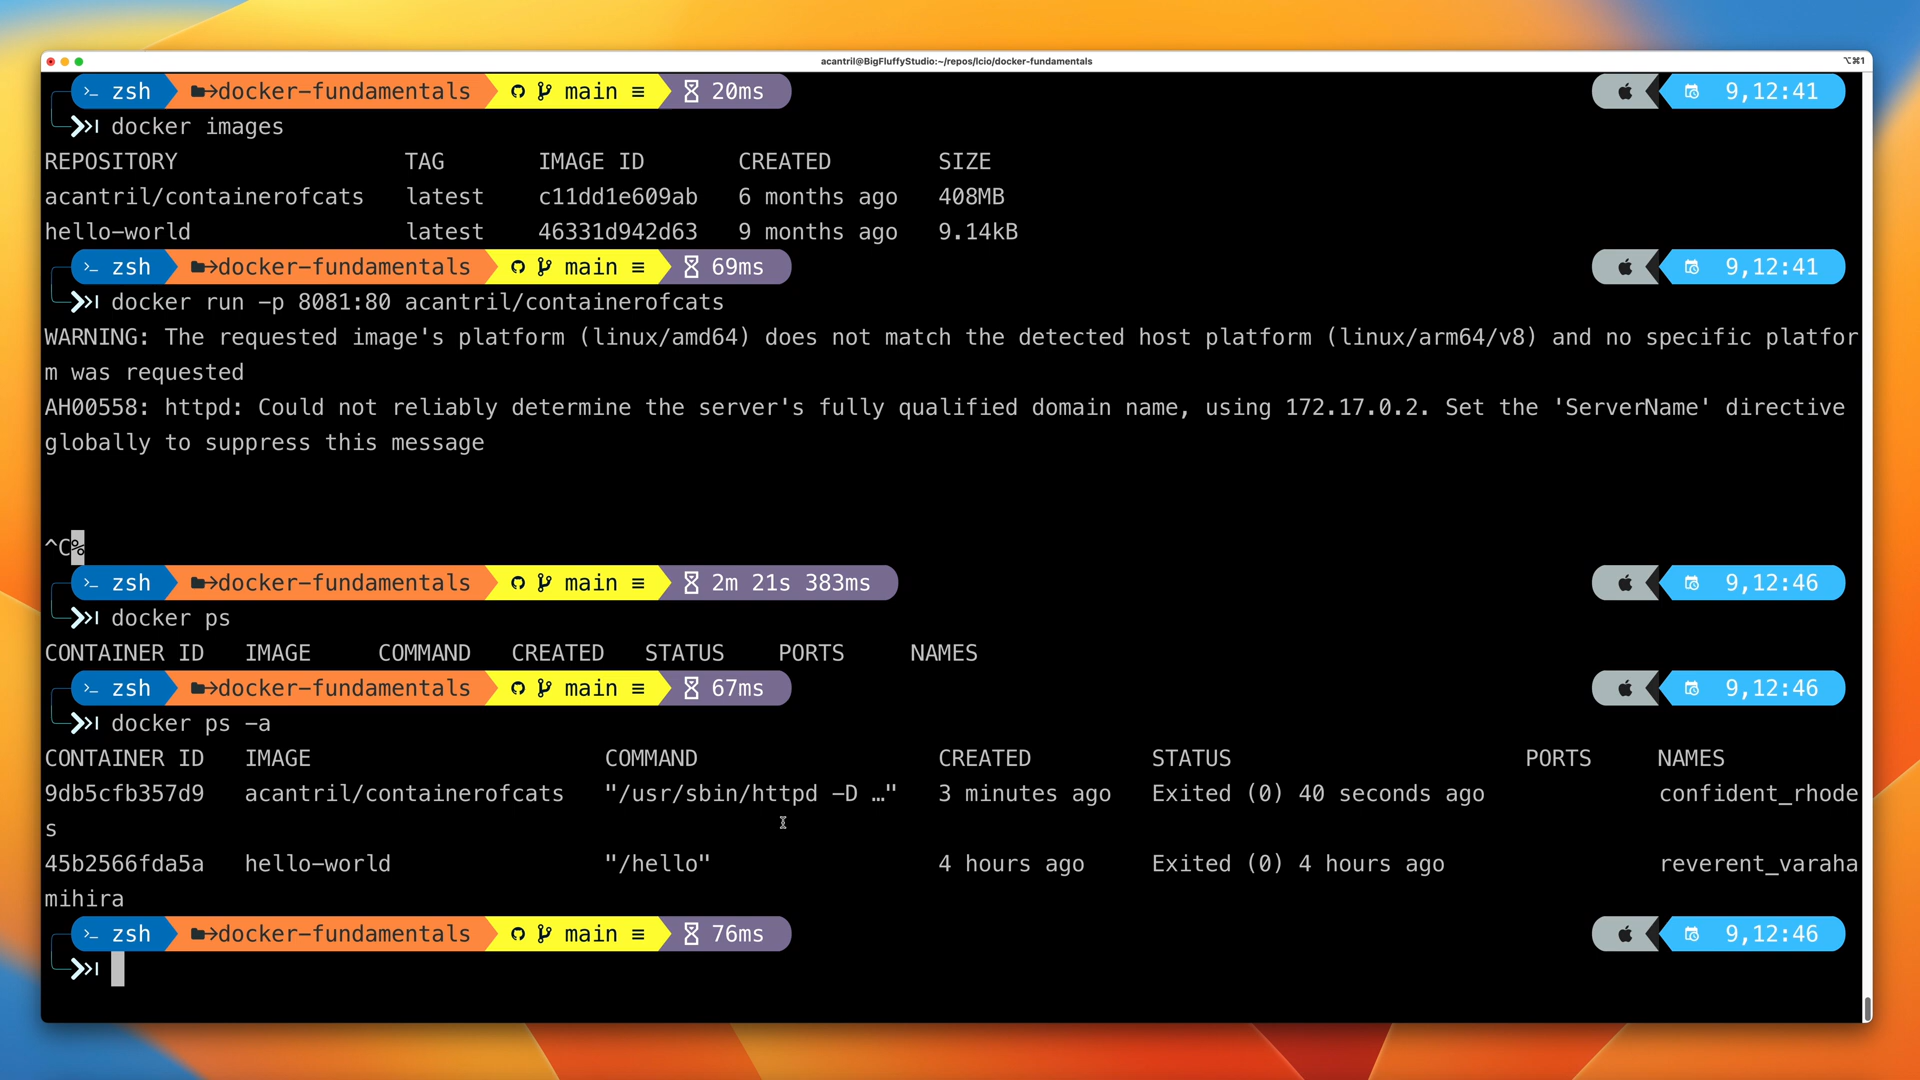 acantril@BigFluffyStudio:~/repos/lcio/docker-fundamentals ⌥⌘1
zsh docker-fundamentals main ≡ 20ms 9,12:41
docker images
REPOSITORY TAG IMAGE ID CREATED SIZE
acantril/containerofcats latest c11dd1e609ab 6 months ago 408MB
hello-world latest 46331d942d63 9 months ago 9.14kB
zsh docker-fundamentals main ≡ 69ms 9,12:41
docker run -p 8081:80 acantril/containerofcats
WARNING: The requested image's platform (linux/amd64) does not match the detected host platform (linux/arm64/v8) and no specific platfor
m was requested
AH00558: httpd: Could not reliably determine the server's fully qualified domain name, using 172.17.0.2. Set the 'ServerName' directive
globally to suppress this message
^C%
zsh docker-fundamentals main ≡ 2m 21s 383ms 9,12:46
docker ps
CONTAINER ID IMAGE COMMAND CREATED STATUS PORTS NAMES
zsh docker-fundamentals main ≡ 67ms 9,12:46
docker ps -a
CONTAINER ID IMAGE COMMAND CREATED STATUS PORTS NAMES
9db5cfb357d9 acantril/containerofcats "/usr/sbin/httpd -D …" 3 minutes ago Exited (0) 40 seconds ago confident_rhode
s
45b2566fda5a hello-world "/hello" 4 hours ago Exited (0) 4 hours ago reverent_varaha
mihira
zsh docker-fundamentals main ≡ 76ms 9,12:46